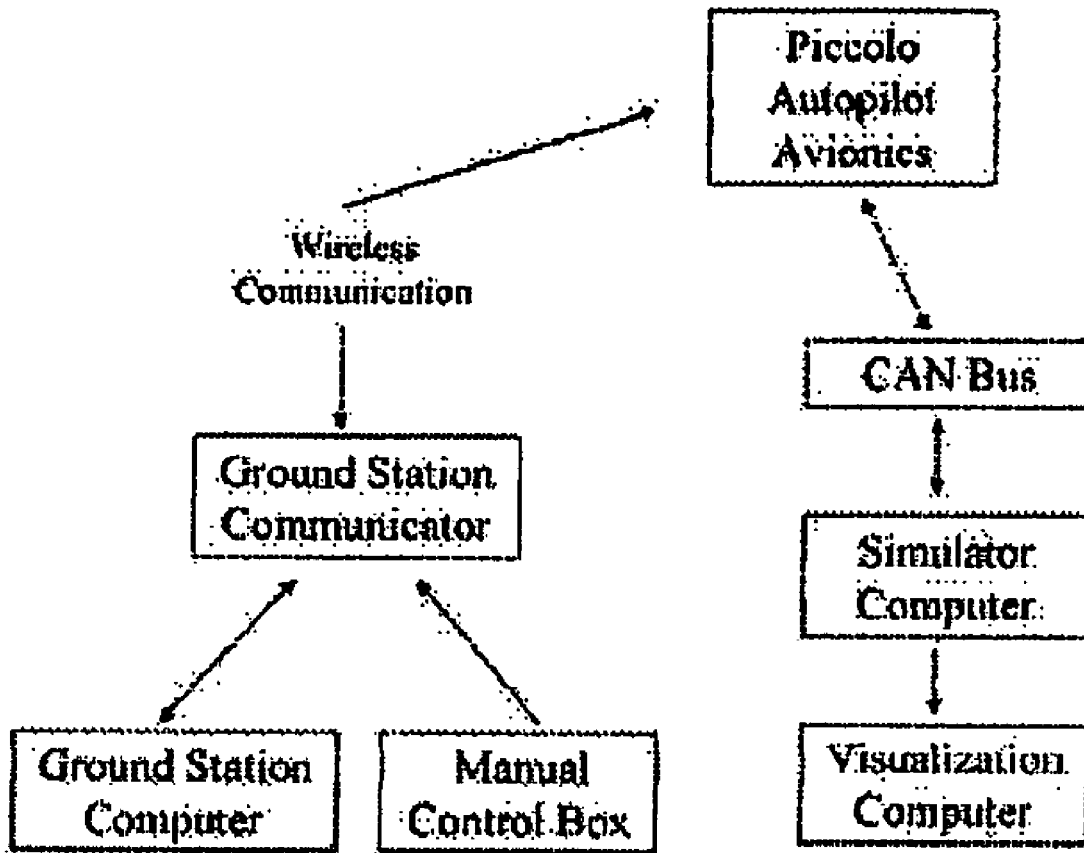 Piccolo
Autopilot
Avionics
Wireless
Communication
CAN Bus
Ground Station
Communicator
Simulator
Computer
Ground Station
Computer
Manual
Control Box
Visualization
Computer